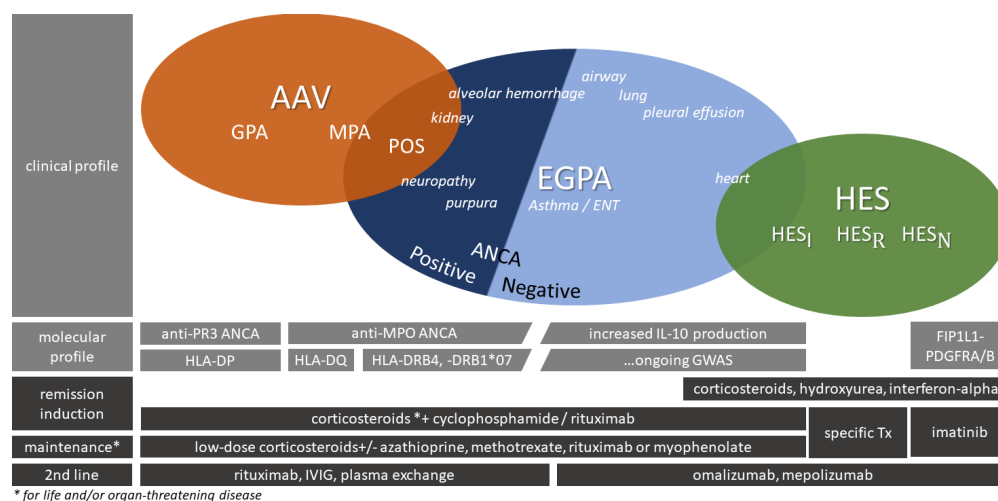 AAV
GPA
MPA
POS
kidney
alveolar hemorrhage
airway
lung
pleural effusion
neuropathy
purpura
EGPA
Asthma / ENT
heart
HES
HESI
HESR
HESN
ANCA
Positive
Negative
clinical profile
molecular
profile
anti-PR3 ANCA
anti-MPO ANCA
increased IL-10 production
FIP1L1-
PDGFRA/B
HLA-DP
HLA-DQ
HLA-DRB4, -DRB1*07
...ongoing GWAS
remission
induction
corticosteroids, hydroxyurea, interferon-alpha
corticosteroids *+ cyclophosphamide / rituximab
specific Tx
imatinib
maintenance*
low-dose corticosteroids+/- azathioprine, methotrexate, rituximab or myophenolate
2nd line
rituximab, IVIG, plasma exchange
omalizumab, mepolizumab
* for life and/or organ-threatening disease